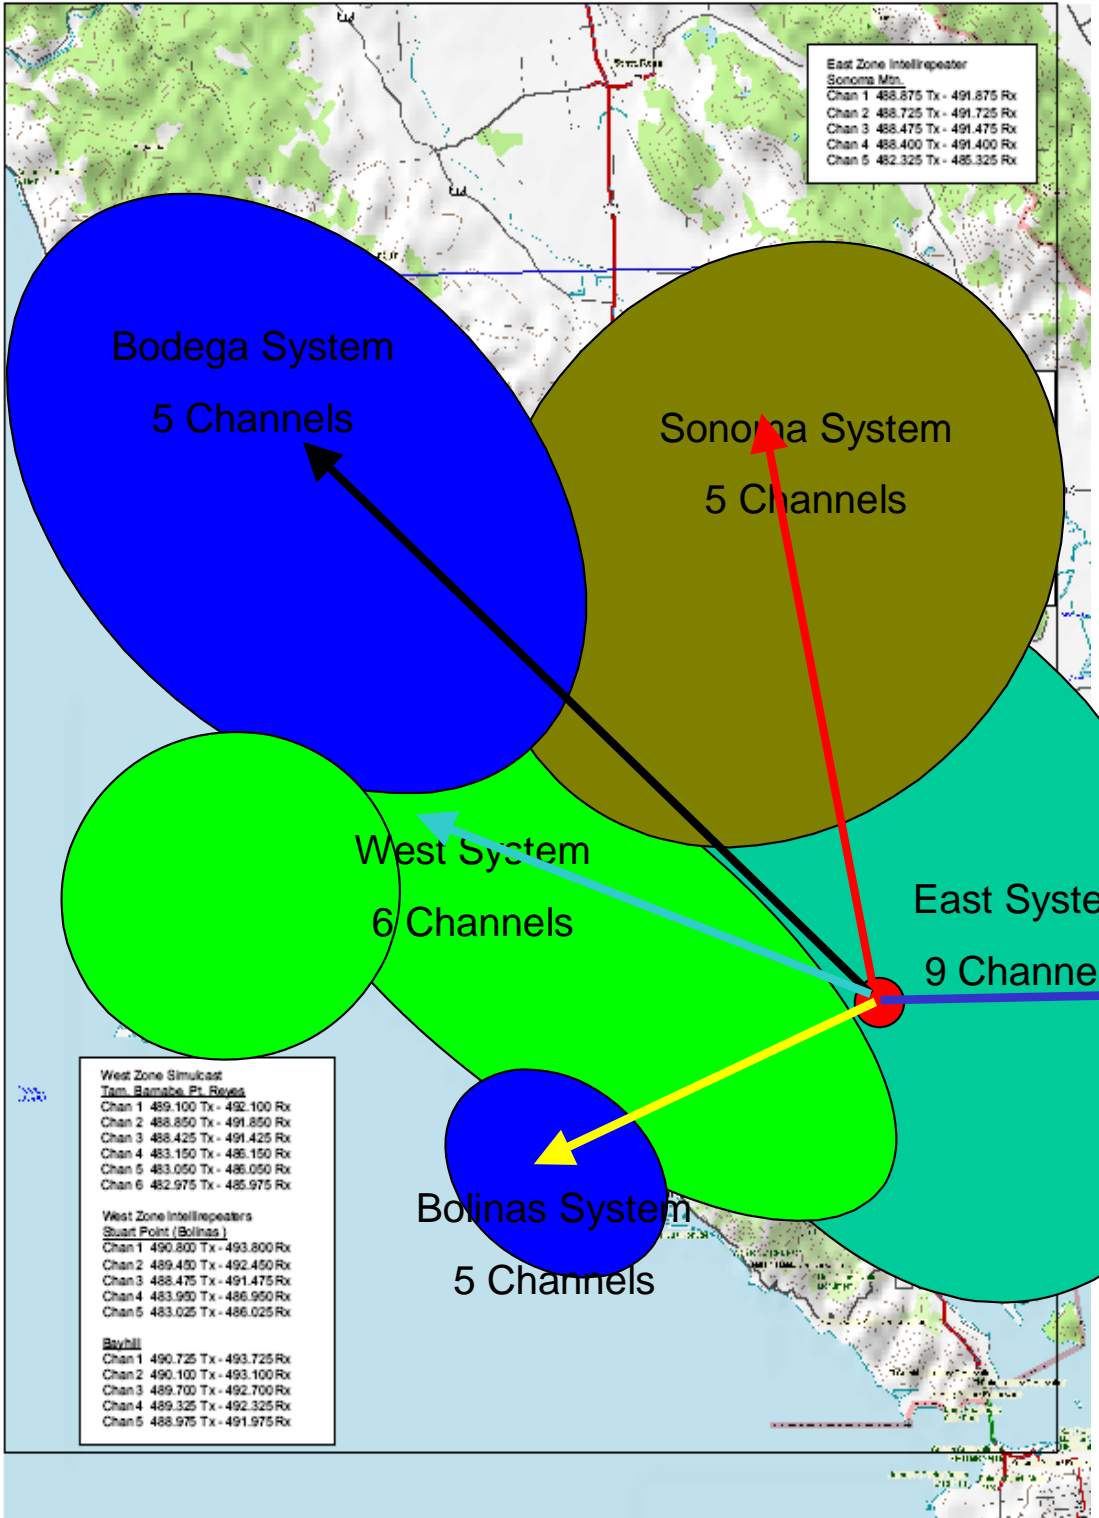 East Zone Intellirepeater
Sonoma Mtn.
Chan 1 488.875 Tx - 491.875 Rx
Chan 2 488.725 Tx - 491.725 Rx
Chan 3 488.475 Tx - 491.475 Rx
Chan 4 488.400 Tx - 491.400 Rx
Chan 5 482.325 Tx - 485.325 Rx
Bodega System
5 Channels
Sonoma System
5 Channels
West System
6 Channels
East Syste
9 Channe
Bolinas System
5 Channels
West Zone Simulcast
Tam, Barnabe, Pt. Reyes
Chan 1 489.100 Tx - 492.100 Rx
Chan 2 488.850 Tx - 491.850 Rx
Chan 3 488.425 Tx - 491.425 Rx
Chan 4 483.150 Tx - 486.150 Rx
Chan 5 483.050 Tx - 486.050 Rx
Chan 6 482.975 Tx - 485.975 Rx
West Zone Intellirepeaters
Stuart Point (Bolinas)
Chan 1 490.800 Tx - 493.800 Rx
Chan 2 489.450 Tx - 492.450 Rx
Chan 3 488.475 Tx - 491.475 Rx
Chan 4 483.950 Tx - 486.950 Rx
Chan 5 483.025 Tx - 486.025 Rx
Bayhill
Chan 1 490.725 Tx - 493.725 Rx
Chan 2 490.100 Tx - 493.100 Rx
Chan 3 489.700 Tx - 492.700 Rx
Chan 4 489.325 Tx - 492.325 Rx
Chan 5 488.975 Tx - 491.975 Rx